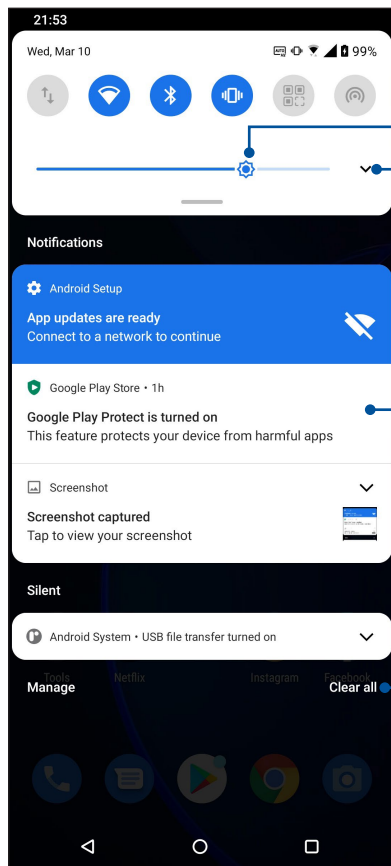 21:53
Wed, Mar 10
99%
Notifications
Android Setup
App updates are ready
Connect to a network to continue
Google Play Store • 1h
Google Play Protect is turned on
This feature protects your device from harmful apps
Screenshot
Screenshot captured
Tap to view your screenshot
Silent
Android System • USB file transfer turned on
Tools Netflix Instagram Facebook
Manage Clear all